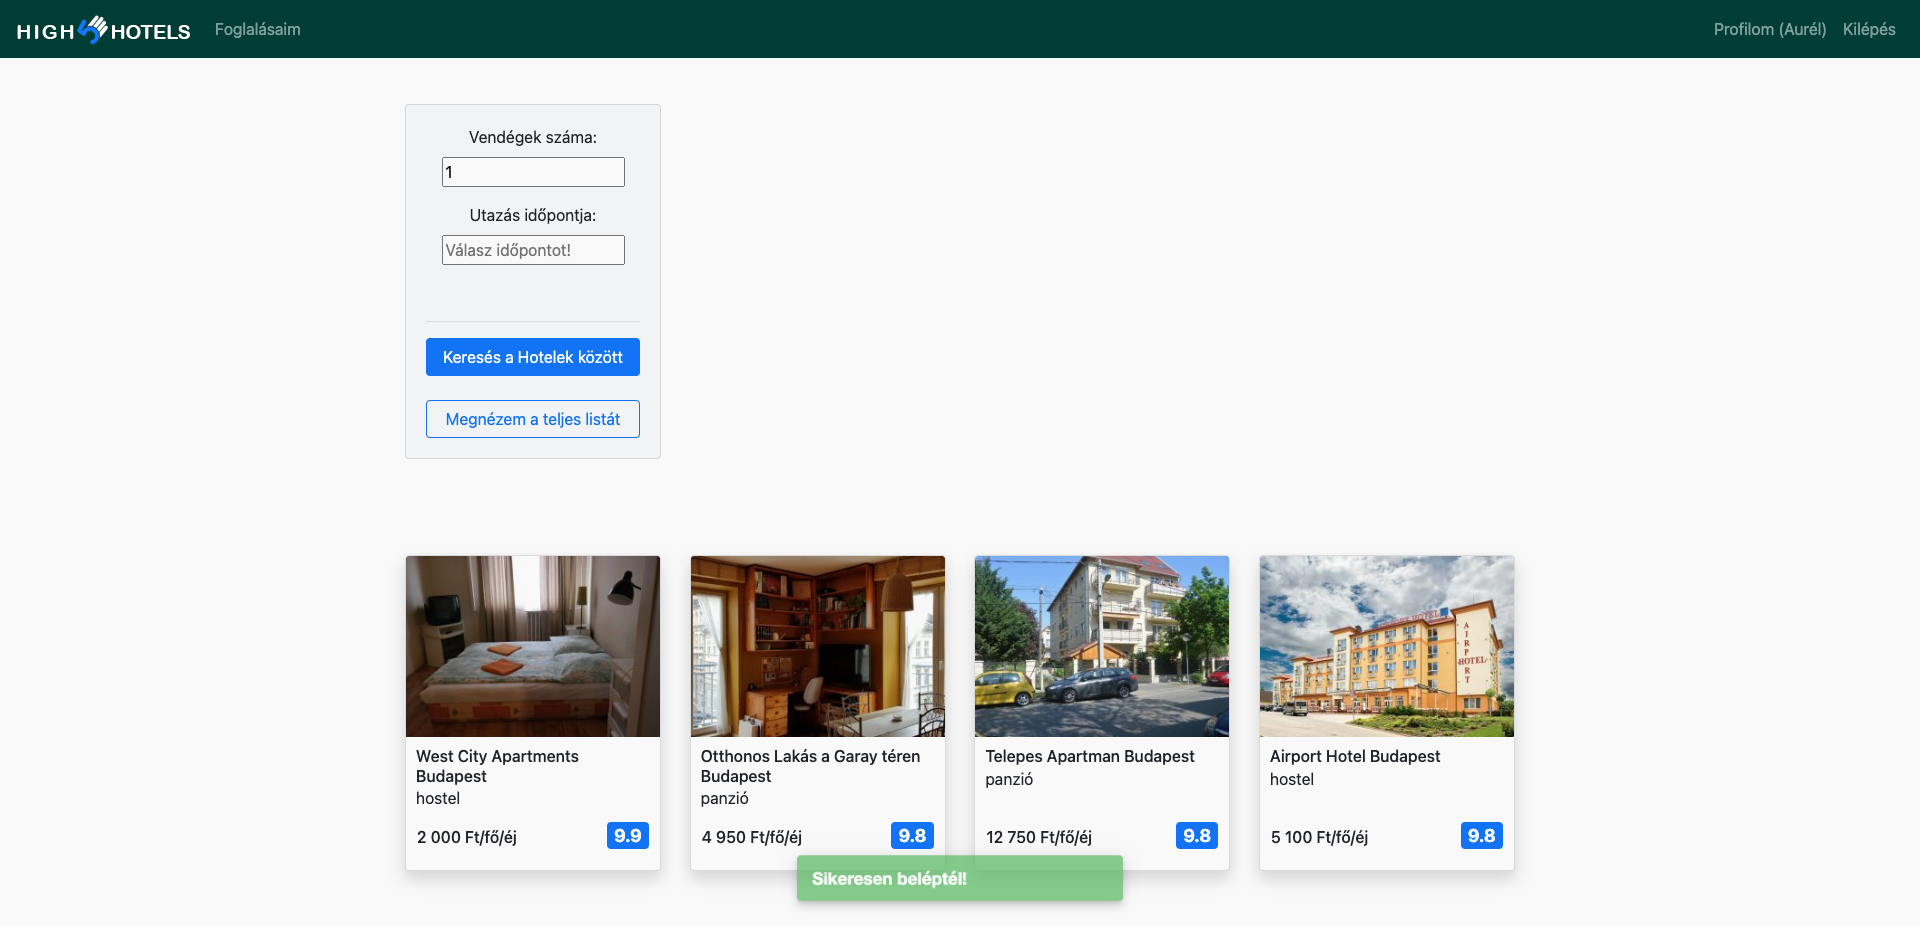 HIGH 5 HOTELS
Foglalásaim
Profilom (Aurél)
Kilépés
Vendégek száma:
1
Utazás időpontja:
Válasz időpontot!
Keresés a Hotelek között
Megnézem a teljes listát
AIRPORT
HOTEL
West City Apartments
Budapest
hostel
2 000 Ft/fő/éj
9.9
Otthonos Lakás a Garay téren
Budapest
panzió
4 950 Ft/fő/éj
9.8
Telepes Apartman Budapest
panzió
12 750 Ft/fő/éj
9.8
Airport Hotel Budapest
hostel
5 100 Ft/fő/éj
9.8
Sikeresen beléptél!